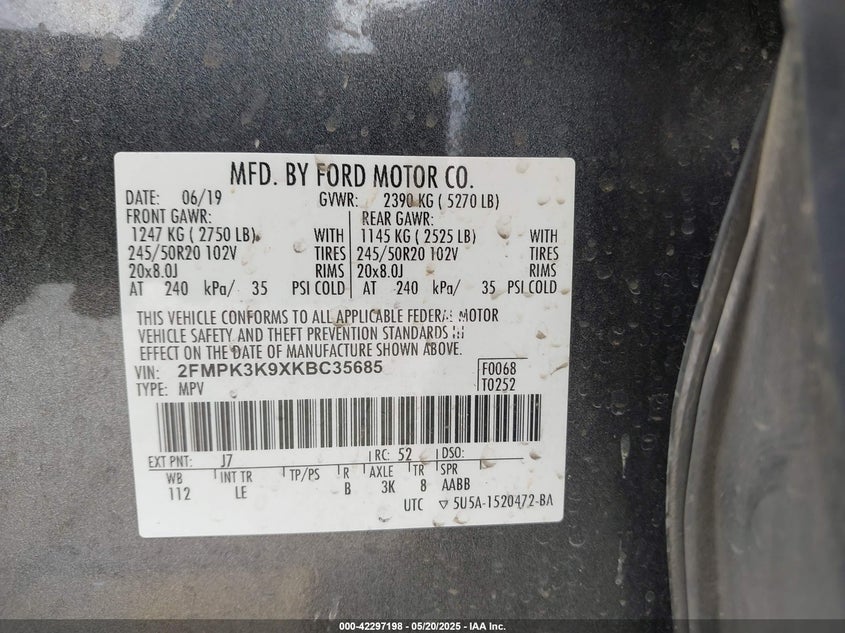 MFD. BY FORD MOTOR CO.
DATE: 06/19 GVWR: 2390 KG ( 5270 LB)
FRONT GAWR: REAR GAWR:
1247 KG ( 2750 LB) WITH 1145 KG ( 2525 LB) WITH
245/50R20 102V TIRES 245/50R20 102V TIRES
20x8.0J RIMS 20x8.0J RIMS
AT 240 kPa/ 35 PSI COLD AT 240 kPa/ 35 PSI COLD
THIS VEHICLE CONFORMS TO ALL APPLICABLE FEDERAL MOTOR
VEHICLE SAFETY AND THEFT PREVENTION STANDARDS IN
EFFECT ON THE DATE OF MANUFACTURE SHOWN ABOVE.
VIN: 2FMPK3K9XKBC35685 F0068
TYPE: MPV T0252
EXT PNT: J7 RC: 52 DSO:
WB INT TR TP/PS R AXLE TR SPR
112 LE B 3K 8 AABB
UTC ▽ 5U5A-1520472-BA
000-42297198 - 05/20/2025 - IAA Inc.